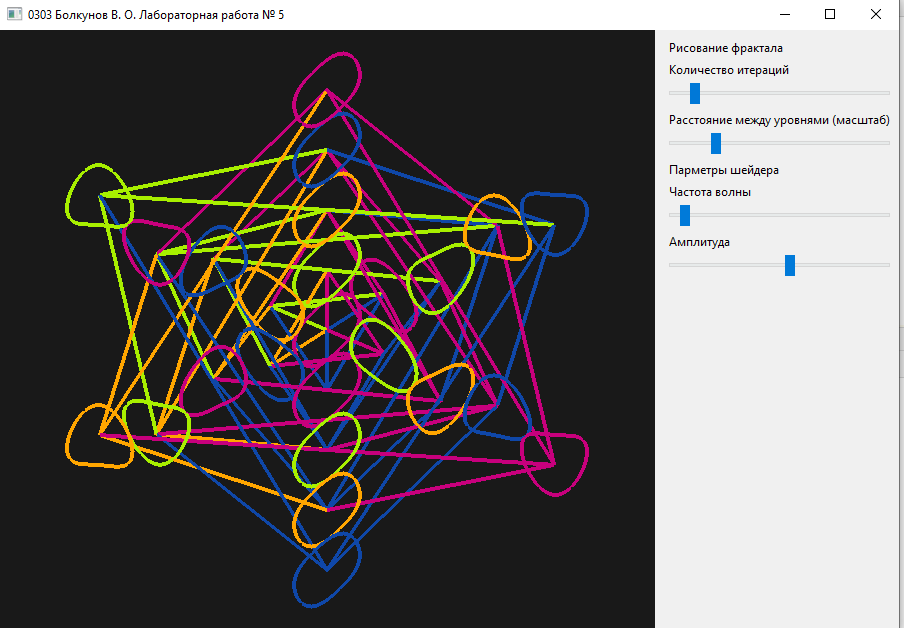 0303 Болкунов В. О. Лабораторная работа № 5
Рисование фрактала
Количество итераций
Расстояние между уровнями (масштаб)
Парметры шейдера
Частота волны
Амплитуда